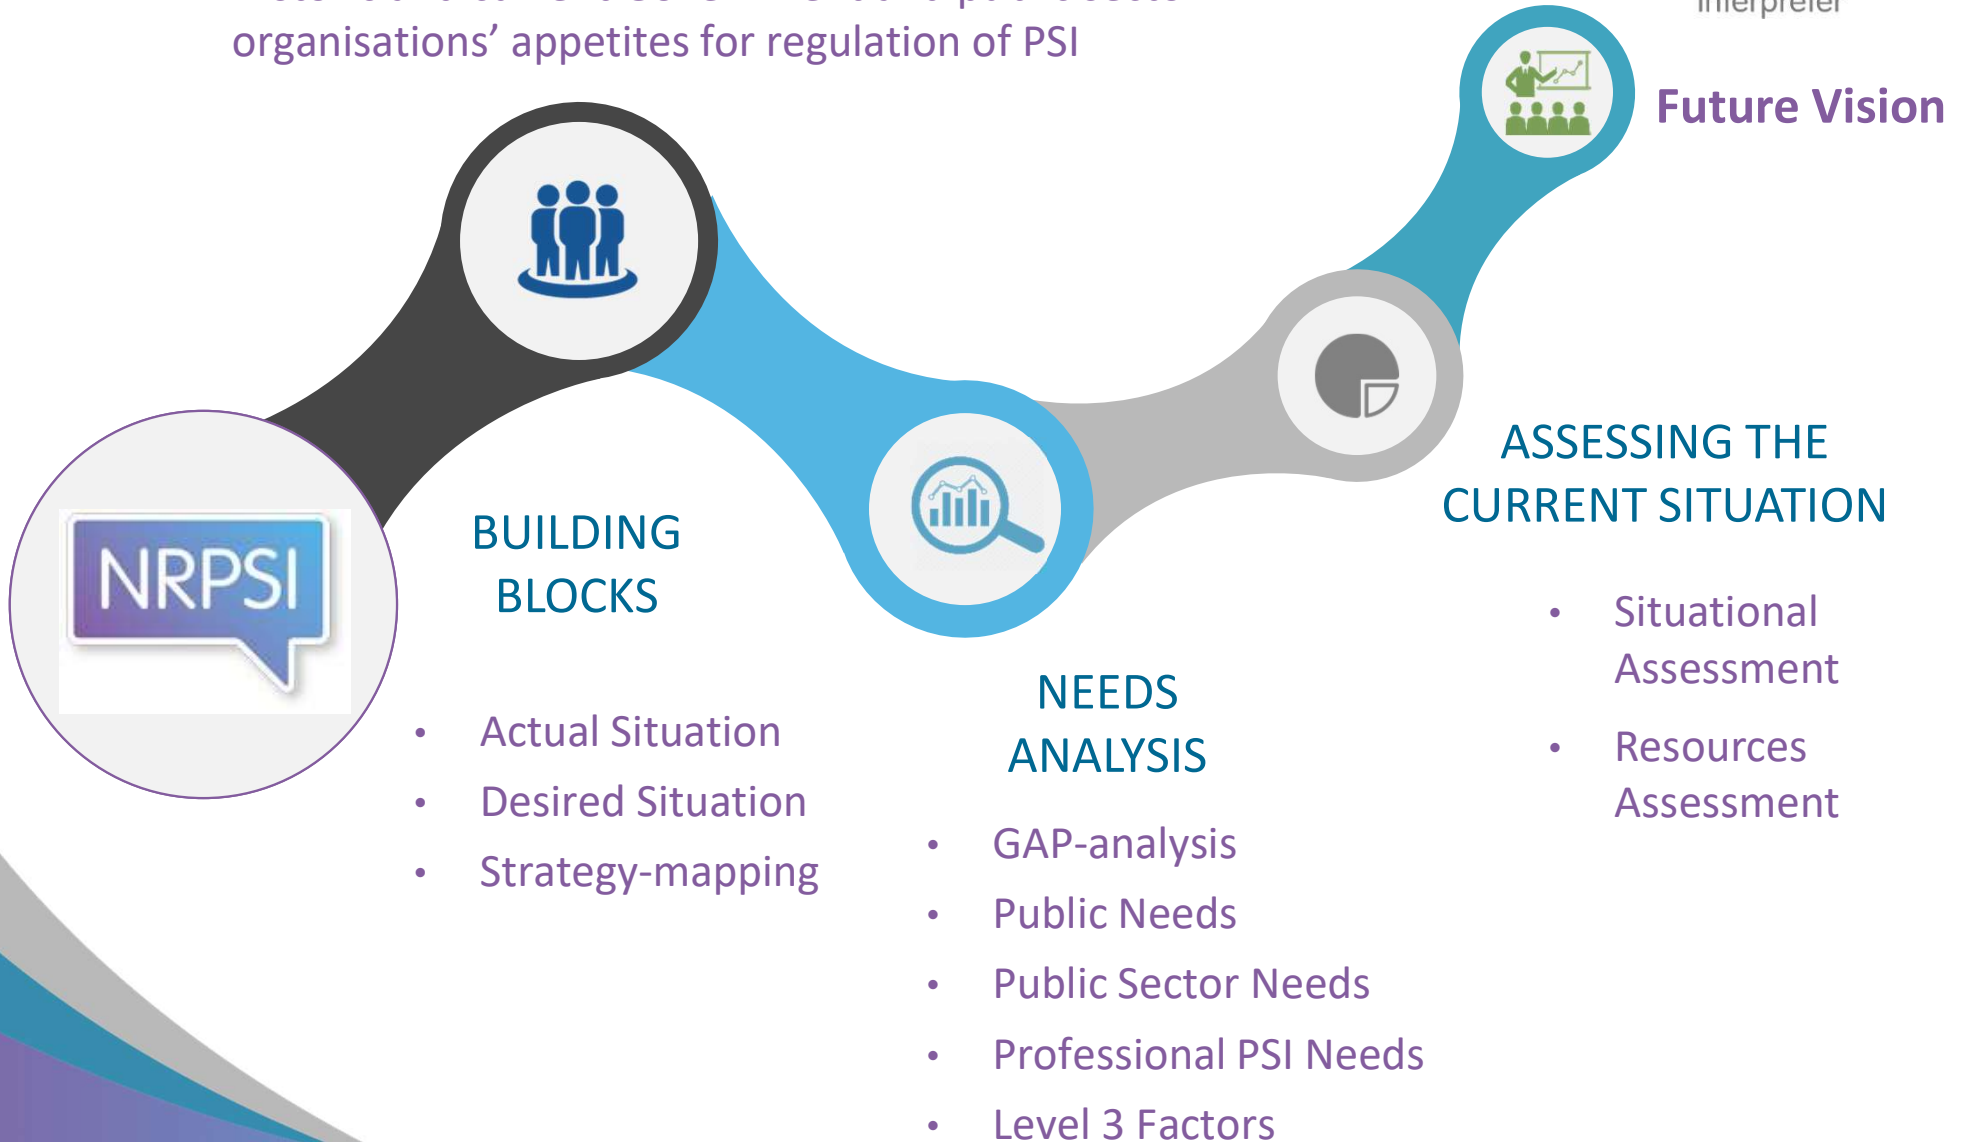 organisations’ appetites for regulation of PSI
Interpreter
Future Vision
NRPSI
BUILDING
BLOCKS
• Actual Situation
• Desired Situation
• Strategy-mapping
NEEDS
ANALYSIS
• GAP-analysis
• Public Needs
• Public Sector Needs
• Professional PSI Needs
• Level 3 Factors
ASSESSING THE
CURRENT SITUATION
• Situational
Assessment
• Resources
Assessment